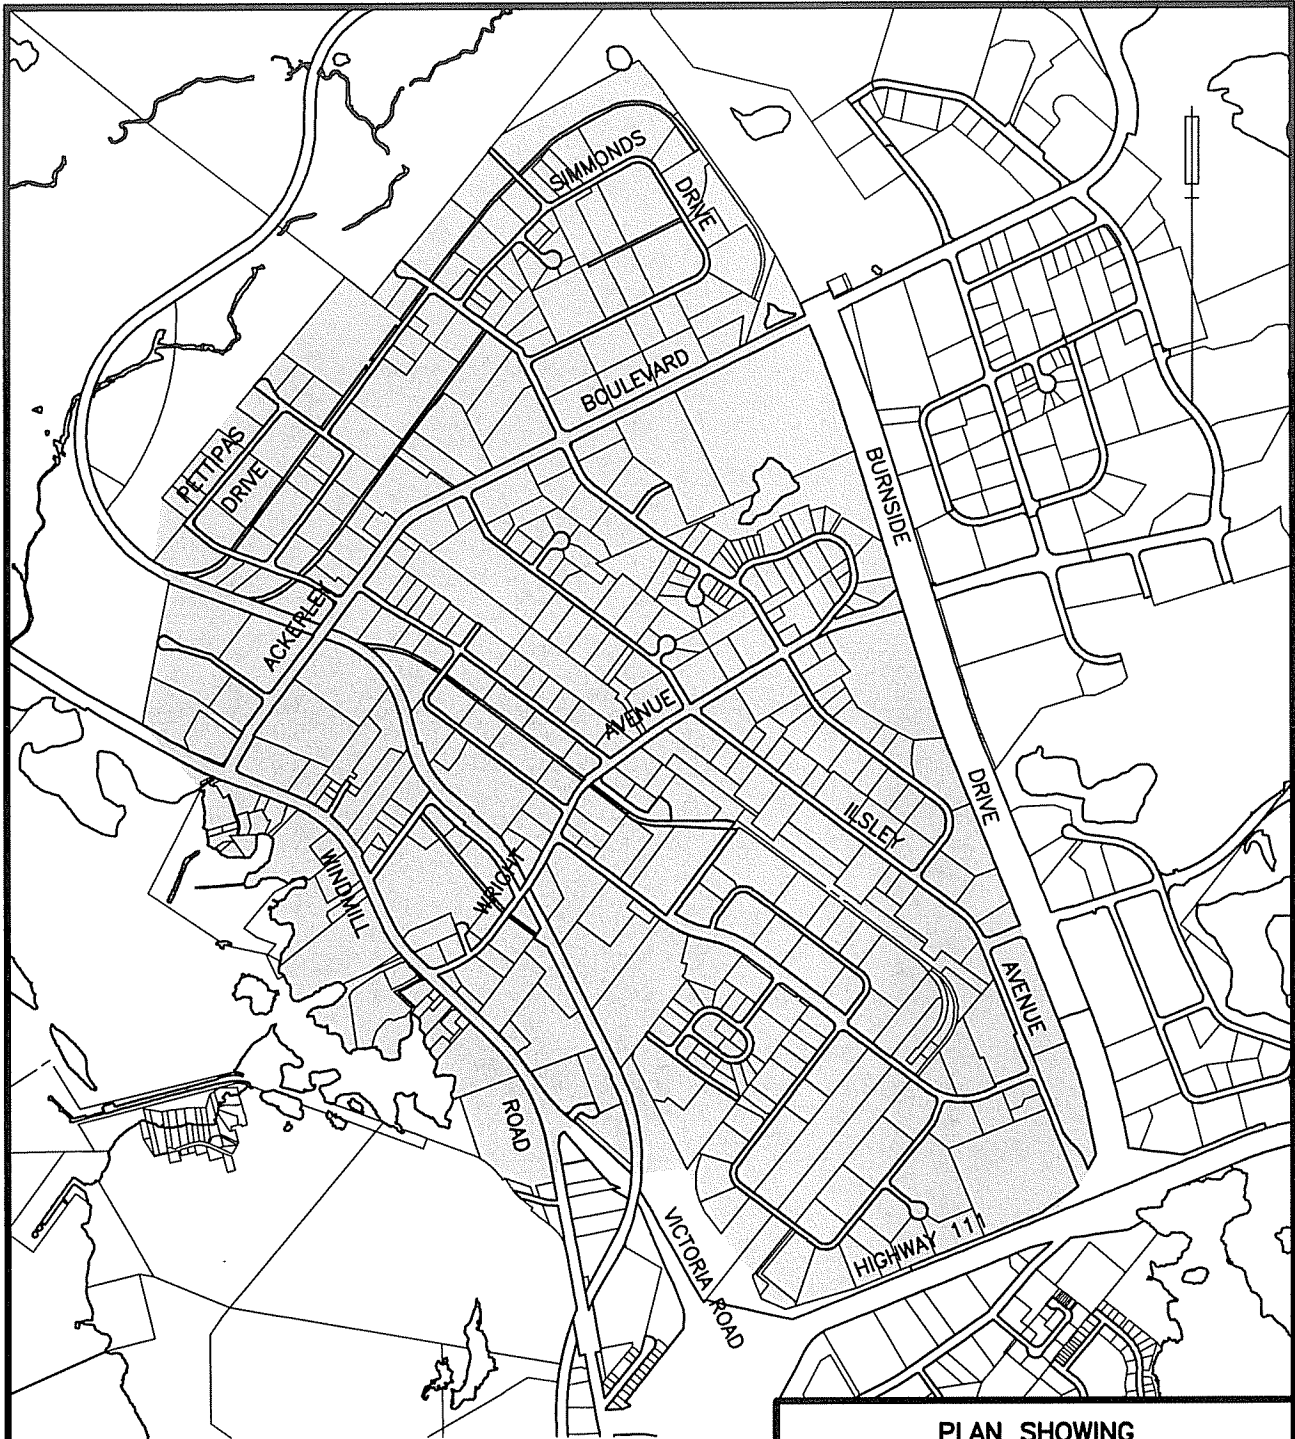 SIMMONDS
DRIVE
BOULEVARD
PETTIPAS
DRIVE
BURNSIDE
ACKERLEY
AVENUE
DRIVE
ILSLEY
WINDMILL
WRIGHT
AVENUE
ROAD
VICTORIA ROAD
HIGHWAY 111
PLAN SHOWING